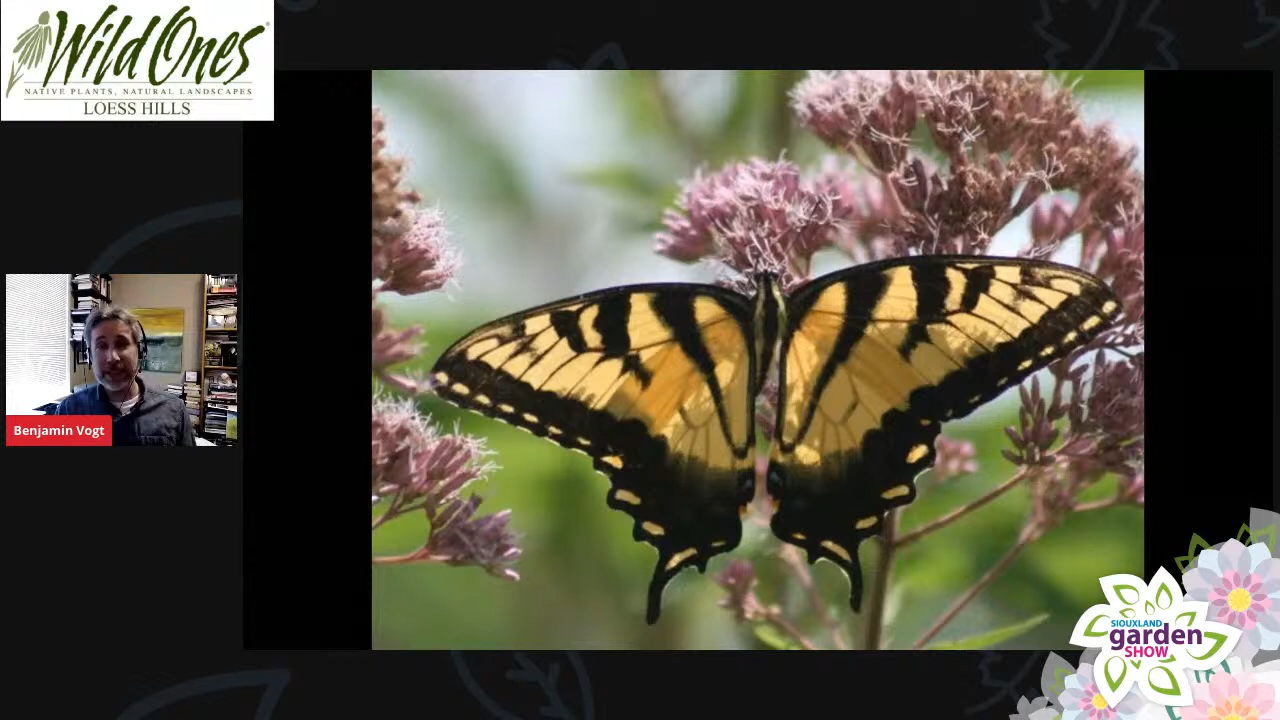 Wild Ones®
NATIVE PLANTS, NATURAL LANDSCAPES
LOESS HILLS
Benjamin Vogt
SIOUXLAND
garden
SHOW